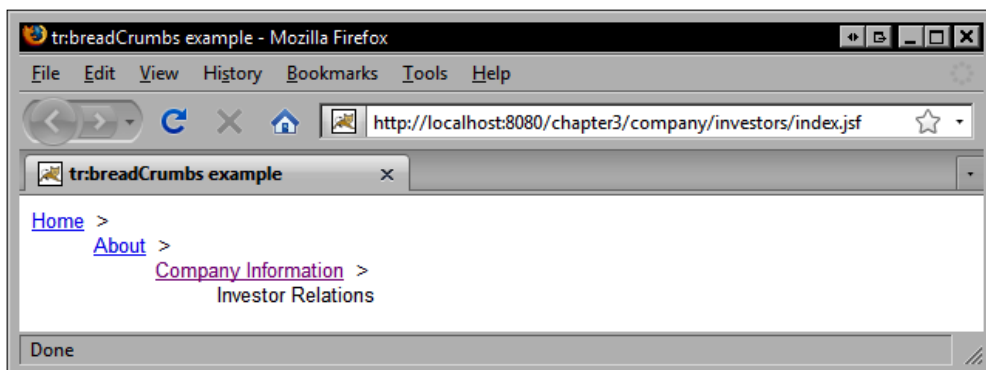 tr:breadCrumbs example - Mozilla Firefox
File Edit View History Bookmarks Tools Help
http://localhost:8080/chapter3/company/investors/index.jsf
tr:breadCrumbs example
Home >
About >
Company Information >
Investor Relations
Done